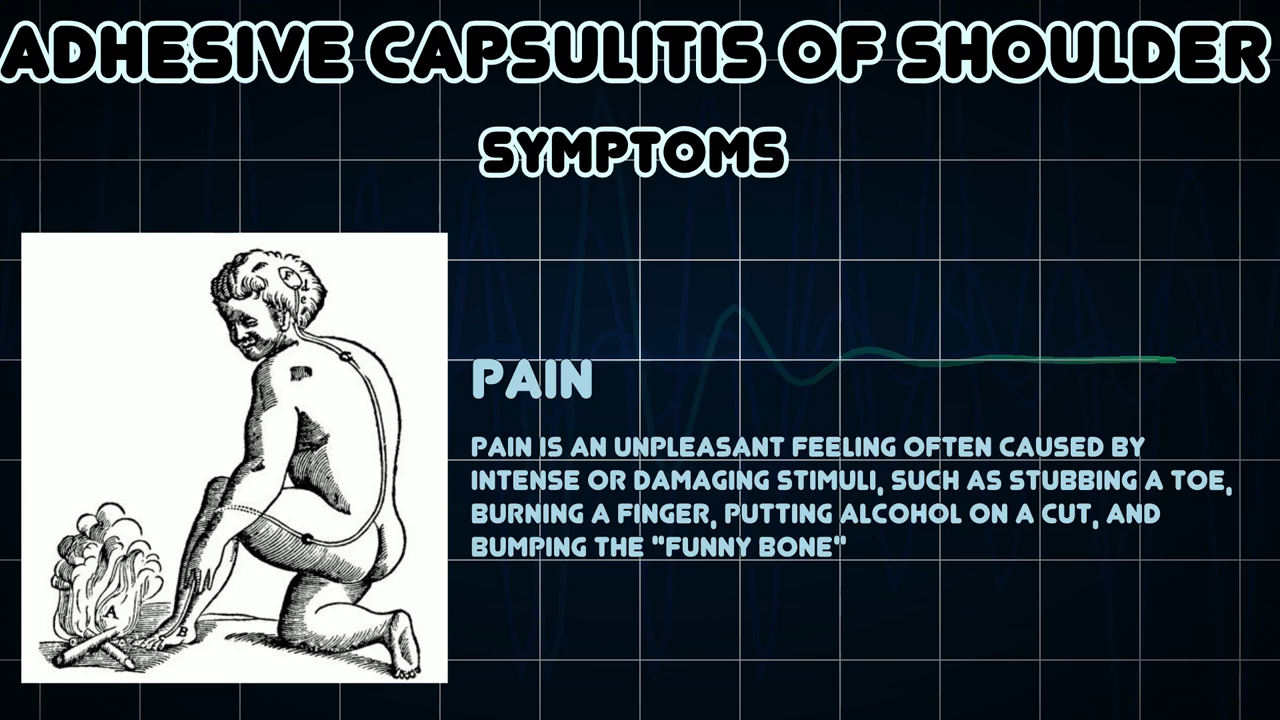 ADHESIVE CAPSULITIS OF SHOULDER
SYMPTOMS
PAIN
PAIN IS AN UNPLEASANT FEELING OFTEN CAUSED BY
INTENSE OR DAMAGING STIMULI, SUCH AS STUBBING A TOE,
BURNING A FINGER, PUTTING ALCOHOL ON A CUT, AND
BUMPING THE "FUNNY BONE"
A
B